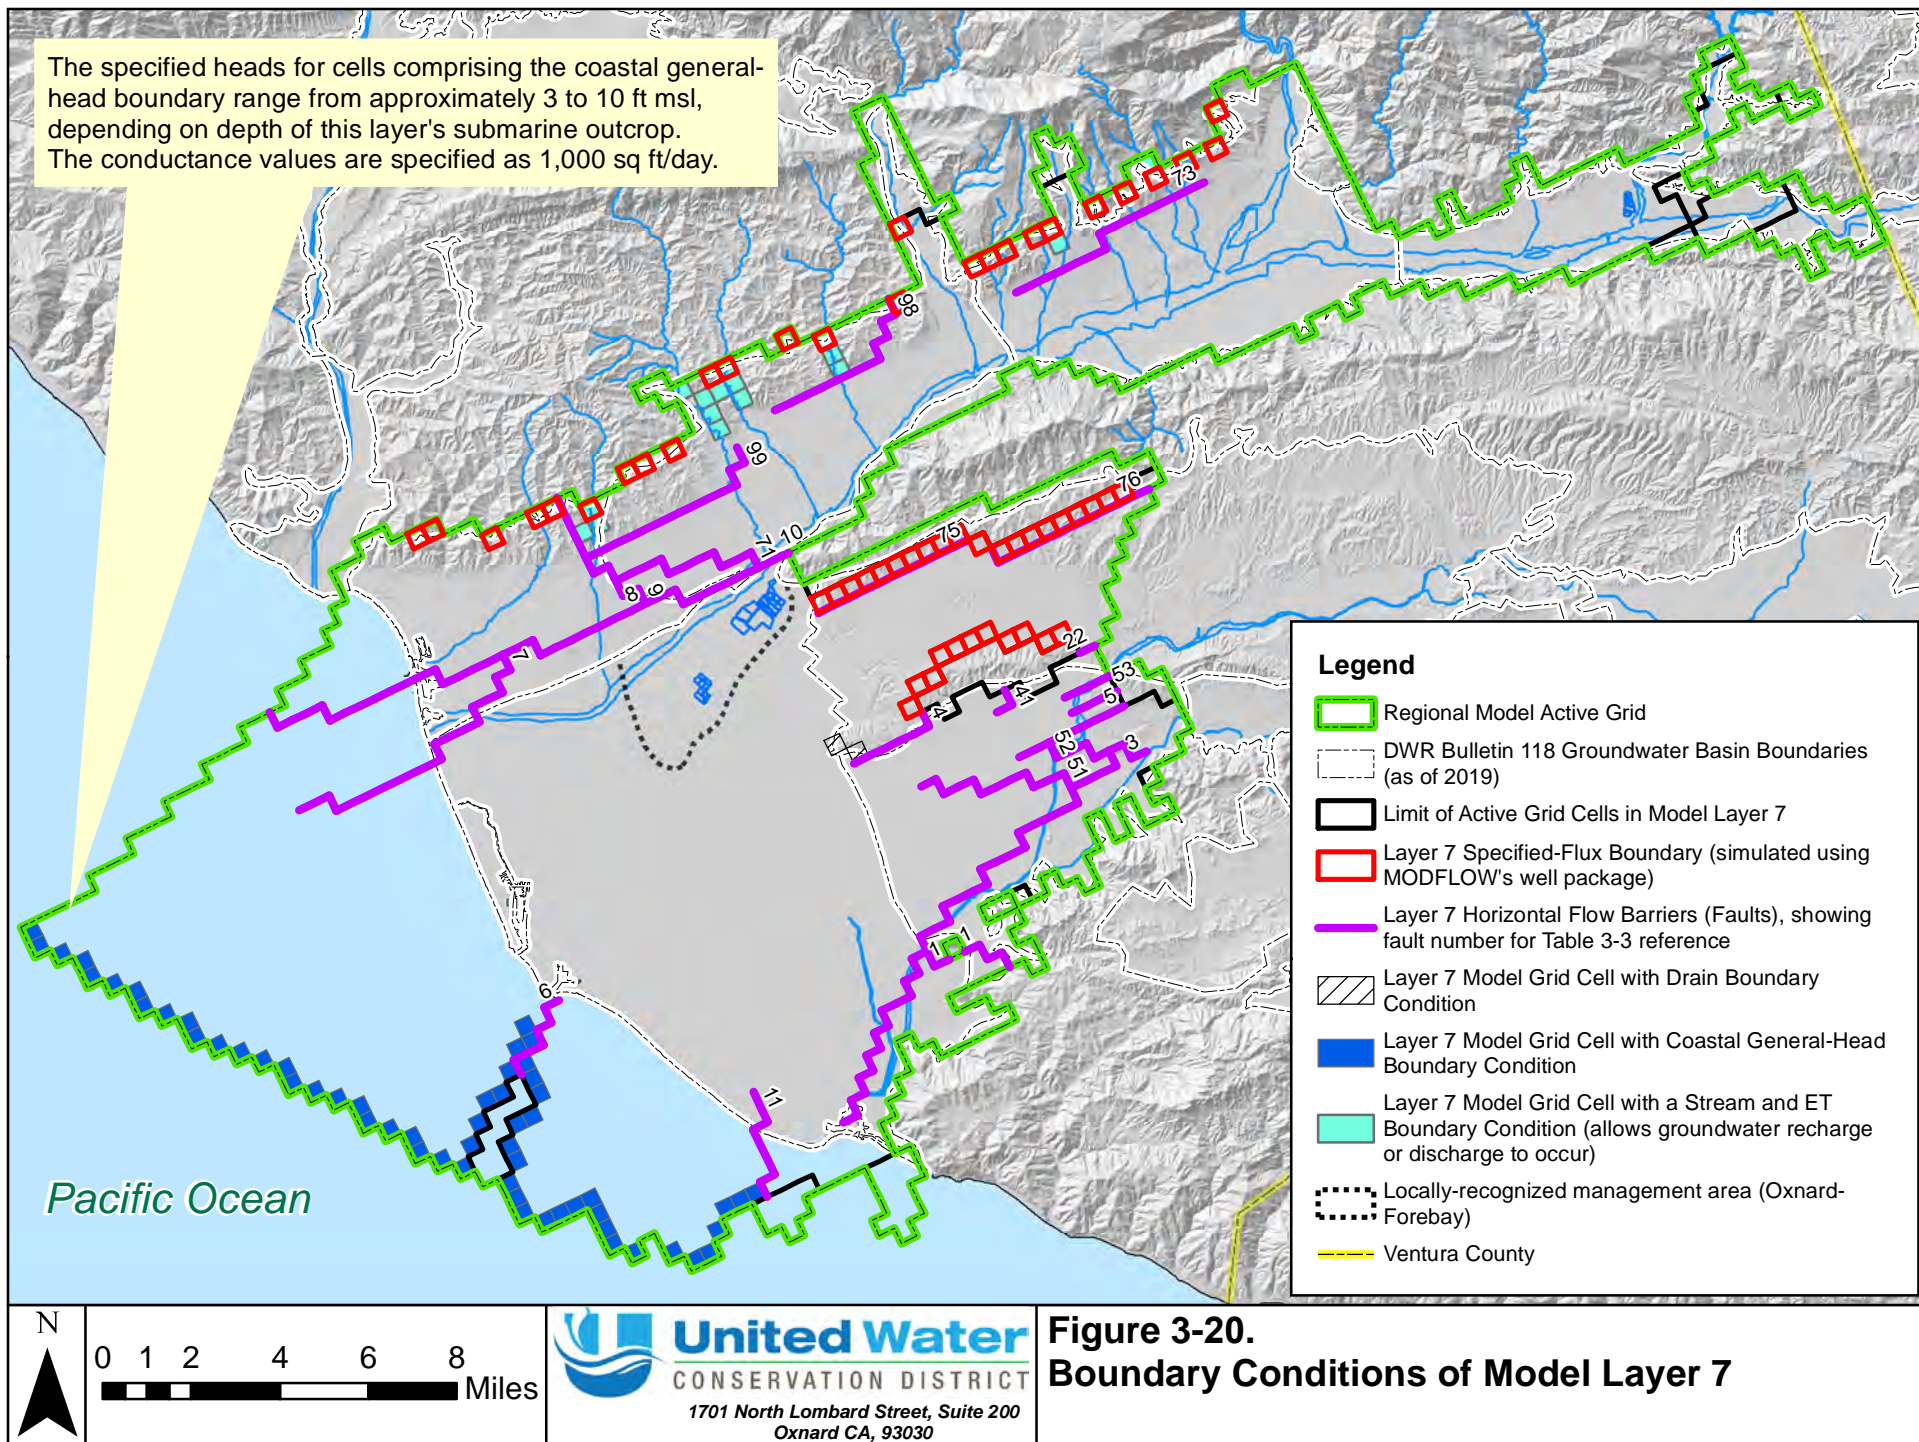 The specified heads for cells comprising the coastal general-
head boundary range from approximately 3 to 10 ft msl,
depending on depth of this layer's submarine outcrop.
The conductance values are specified as 1,000 sq ft/day.
73
98
99
76
75
10
71
8
9
7
22
53
5
41
4
52
3
51
1
1
6
11
Pacific Ocean
Legend
Regional Model Active Grid
DWR Bulletin 118 Groundwater Basin Boundaries
(as of 2019)
Limit of Active Grid Cells in Model Layer 7
Layer 7 Specified-Flux Boundary (simulated using
MODFLOW's well package)
Layer 7 Horizontal Flow Barriers (Faults), showing
fault number for Table 3-3 reference
Layer 7 Model Grid Cell with Drain Boundary
Condition
Layer 7 Model Grid Cell with Coastal General-Head
Boundary Condition
Layer 7 Model Grid Cell with a Stream and ET
Boundary Condition (allows groundwater recharge
or discharge to occur)
Locally-recognized management area (Oxnard-
Forebay)
Ventura County
N
0 1 2 4 6 8
Miles
United Water
CONSERVATION DISTRICT
1701 North Lombard Street, Suite 200
Oxnard CA, 93030
Figure 3-20.
Boundary Conditions of Model Layer 7